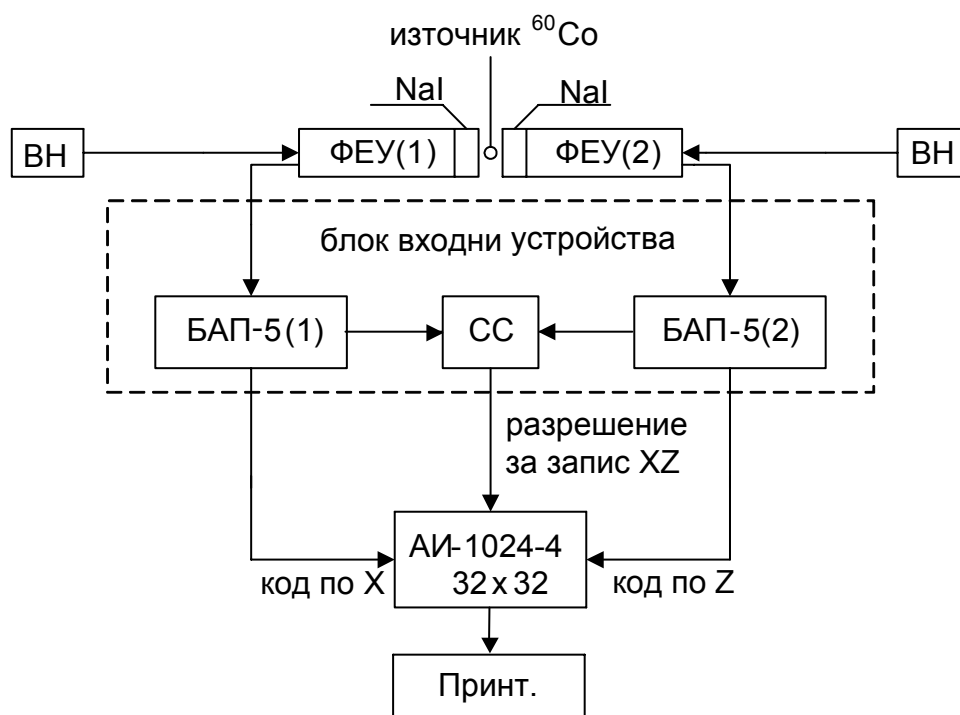 източник ⁶⁰Co
NaI NaI
ВН ФЕУ(1) ФЕУ(2) ВН
блок входни устройства
БАП-5(1) СС БАП-5(2)
разрешение
за запис XZ
АИ-1024-4
32 x 32
код по X код по Z
Принт.